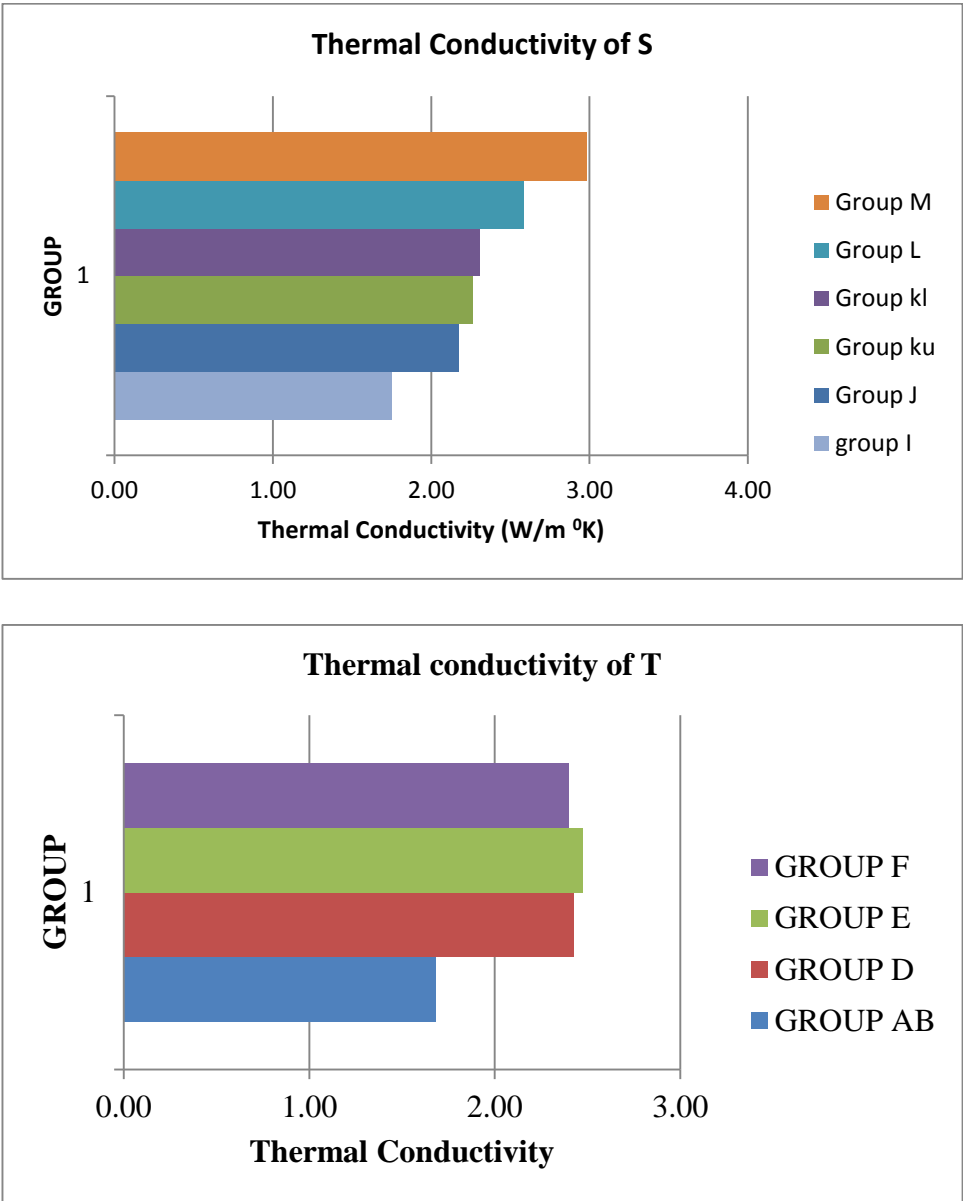 Thermal Conductivity of S
GROUP
1
Group M
Group L
Group kl
Group ku
Group J
group I
0.00 1.00 2.00 3.00 4.00
Thermal Conductivity (W/m ⁰K)
Thermal conductivity of T
GROUP
1
GROUP F
GROUP E
GROUP D
GROUP AB
0.00 1.00 2.00 3.00
Thermal Conductivity